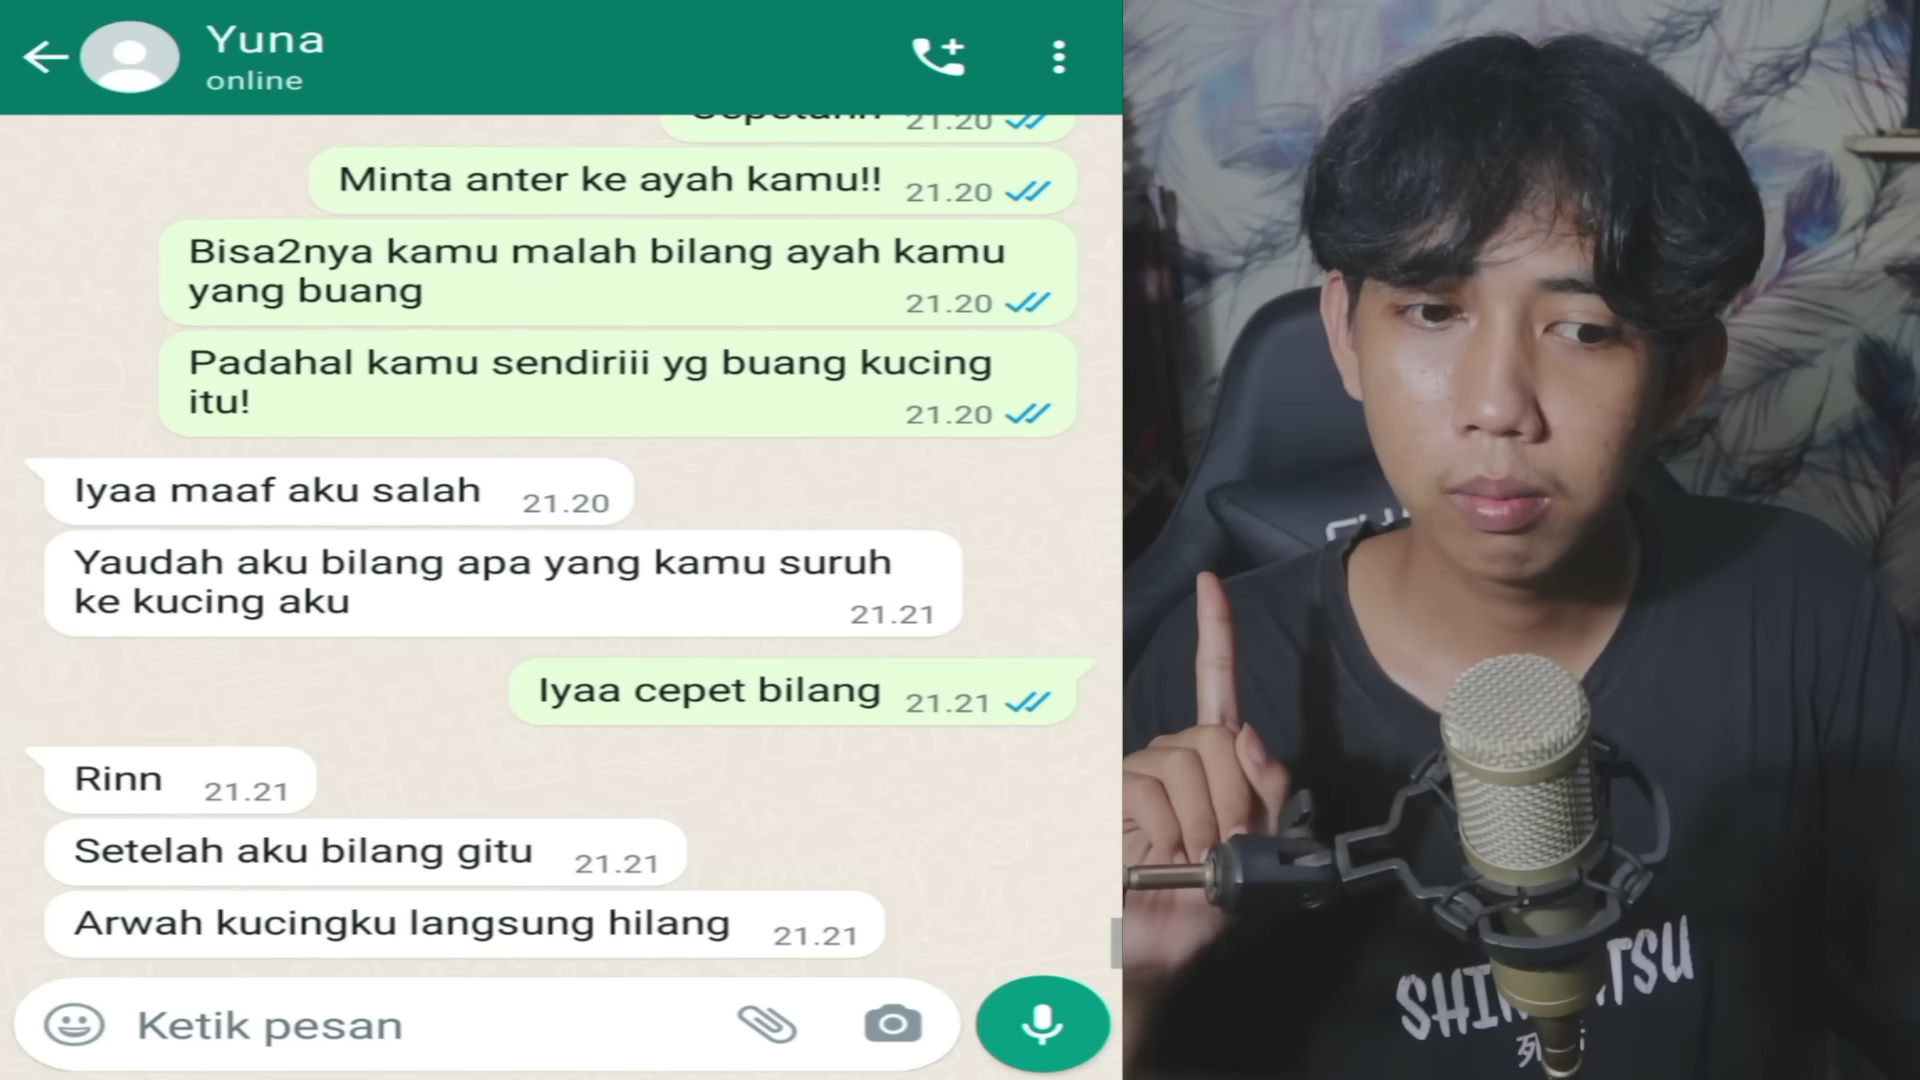 Yuna
online
21.20
Minta anter ke ayah kamu!! 21.20
Bisa2nya kamu malah bilang ayah kamu
yang buang 21.20
Padahal kamu sendiriii yg buang kucing
itu! 21.20
Iyaa maaf aku salah 21.20
Yaudah aku bilang apa yang kamu suruh
ke kucing aku 21.21
Iyaa cepet bilang 21.21
Rinn 21.21
Setelah aku bilang gitu 21.21
Arwah kucingku langsung hilang 21.21
Ketik pesan